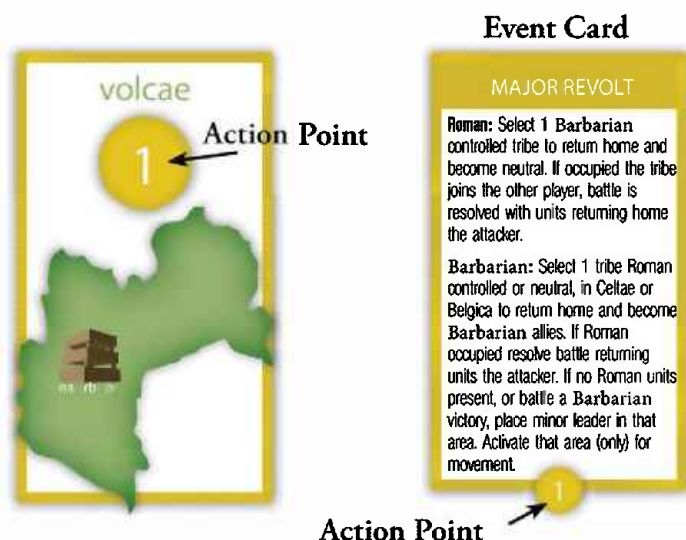 volcae
1
Action Point
na rb o
Event Card
MAJOR REVOLT
Roman: Select 1 Barbarian
controlled tribe to return home and
become neutral. If occupied the tribe
joins the other player, battle is
resolved with units returning home
the attacker.
Barbarian: Select 1 tribe Roman
controlled or neutral, in Celtae or
Belgica to return home and become
Barbarian allies. If Roman
occupied resolve battle returning
units the attacker. If no Roman units
present, or battle a Barbarian
victory, place minor leader in that
area. Activate that area (only) for
movement.
1
Action Point